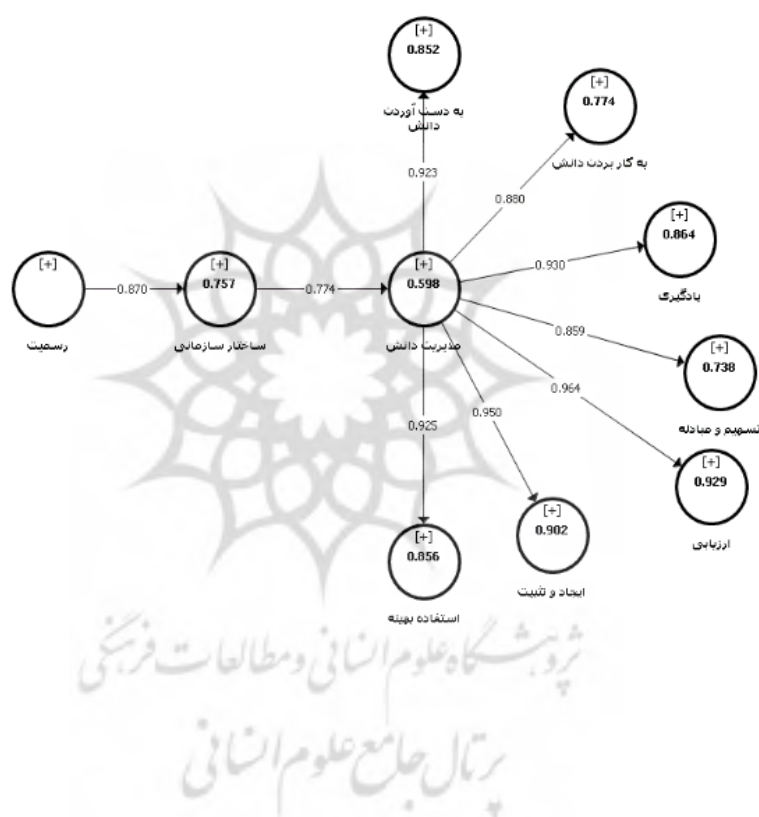 [+]
0.852
به دست آوردن
دانش
[+]
0.774
به کار بردن دانش
0.923
0.880
[+]
0.864
یادگیری
0.930
[+]
رسمیت
0.870
[+]
0.757
ساختار سازمانی
0.774
[+]
0.598
مدیریت دانش
0.859
[+]
0.738
تسهیم و مبادله
0.964
[+]
0.929
ارزیابی
0.950
[+]
0.902
ایجاد و تثبیت
0.925
[+]
0.856
استفاده بهینه
پژوهشگاه علوم انسانی و مطالعات فرهنگی
پرتال جامع علوم انسانی